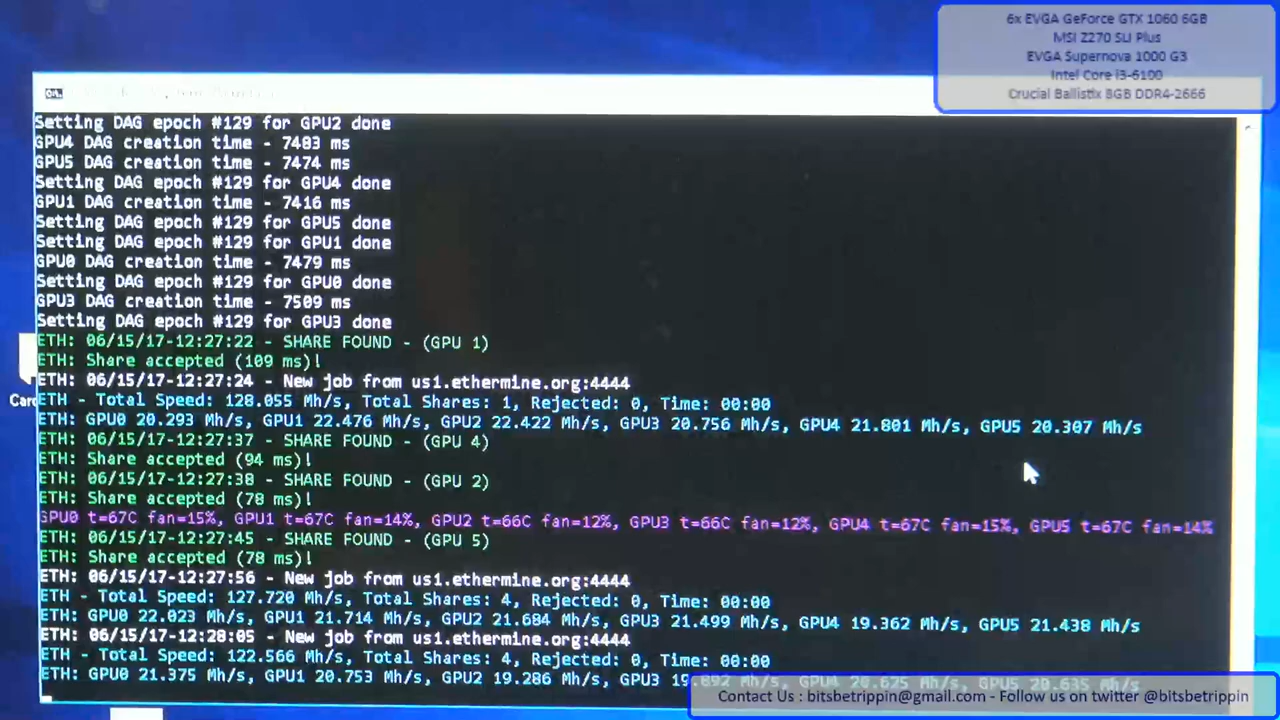 6x EVGA GeForce GTX 1060 6GB
MSI Z270 SLI Plus
EVGA Supernova 1000 G3
Intel Core i3-6100
Crucial Ballistix 8GB DDR4-2666
Setting DAG epoch #129 for GPU2 done
GPU4 DAG creation time - 7483 ms
GPU5 DAG creation time - 7474 ms
Setting DAG epoch #129 for GPU4 done
GPU1 DAG creation time - 7416 ms
Setting DAG epoch #129 for GPU5 done
Setting DAG epoch #129 for GPU1 done
GPU0 DAG creation time - 7479 ms
Setting DAG epoch #129 for GPU0 done
GPU3 DAG creation time - 7509 ms
Setting DAG epoch #129 for GPU3 done
ETH: 06/15/17-12:27:22 - SHARE FOUND - (GPU 1)
ETH: Share accepted (109 ms)!
ETH: 06/15/17-12:27:24 - New job from us1.ethermine.org:4444
ETH - Total Speed: 128.055 Mh/s, Total Shares: 1, Rejected: 0, Time: 00:00
ETH: GPU0 20.293 Mh/s, GPU1 22.476 Mh/s, GPU2 22.422 Mh/s, GPU3 20.756 Mh/s, GPU4 21.801 Mh/s, GPU5 20.307 Mh/s
ETH: 06/15/17-12:27:37 - SHARE FOUND - (GPU 4)
ETH: Share accepted (94 ms)!
ETH: 06/15/17-12:27:38 - SHARE FOUND - (GPU 2)
ETH: Share accepted (78 ms)!
GPU0 t=67C fan=15%, GPU1 t=67C fan=14%, GPU2 t=66C fan=12%, GPU3 t=66C fan=12%, GPU4 t=67C fan=15%, GPU5 t=67C fan=14%
ETH: 06/15/17-12:27:45 - SHARE FOUND - (GPU 5)
ETH: Share accepted (78 ms)!
ETH: 06/15/17-12:27:56 - New job from us1.ethermine.org:4444
ETH - Total Speed: 127.720 Mh/s, Total Shares: 4, Rejected: 0, Time: 00:00
ETH: GPU0 22.023 Mh/s, GPU1 21.714 Mh/s, GPU2 21.684 Mh/s, GPU3 21.499 Mh/s, GPU4 19.362 Mh/s, GPU5 21.438 Mh/s
ETH: 06/15/17-12:28:05 - New job from us1.ethermine.org:4444
ETH - Total Speed: 122.566 Mh/s, Total Shares: 4, Rejected: 0, Time: 00:00
ETH: GPU0 21.375 Mh/s, GPU1 20.753 Mh/s, GPU2 19.286 Mh/s, GPU3 19.892 Mh/s, GPU4 20.625 Mh/s, GPU5 20.635 Mh/s
Contact Us : bitsbetrippin@gmail.com - Follow us on twitter @bitsbetrippin